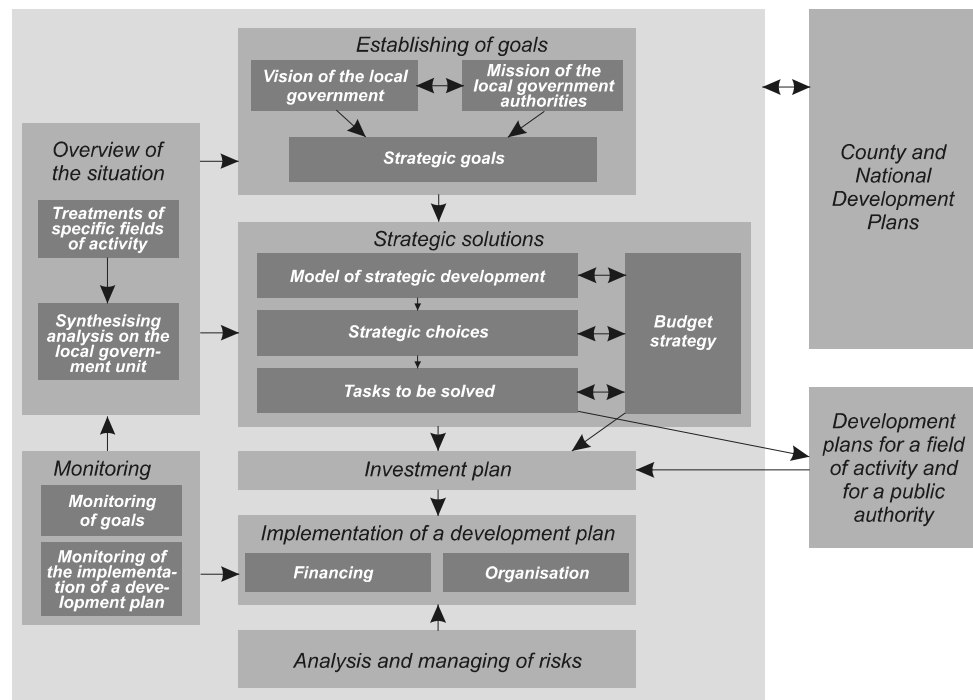 Establishing of goals
Vision of the local
government
Mission of the
local government
authorities
Strategic goals
Overview of
the situation
Treatments of
specific fields
of activity
Synthesising
analysis on the
local govern-
ment unit
Strategic solutions
Model of strategic development
Strategic choices
Tasks to be solved
Budget
strategy
County and
National
Development
Plans
Development
plans for a field
of activity and
for a public
authority
Monitoring
Monitoring
of goals
Monitoring of
the implementa-
tion of a deve-
lopment plan
Investment plan
Implementation of a development plan
Financing
Organisation
Analysis and managing of risks